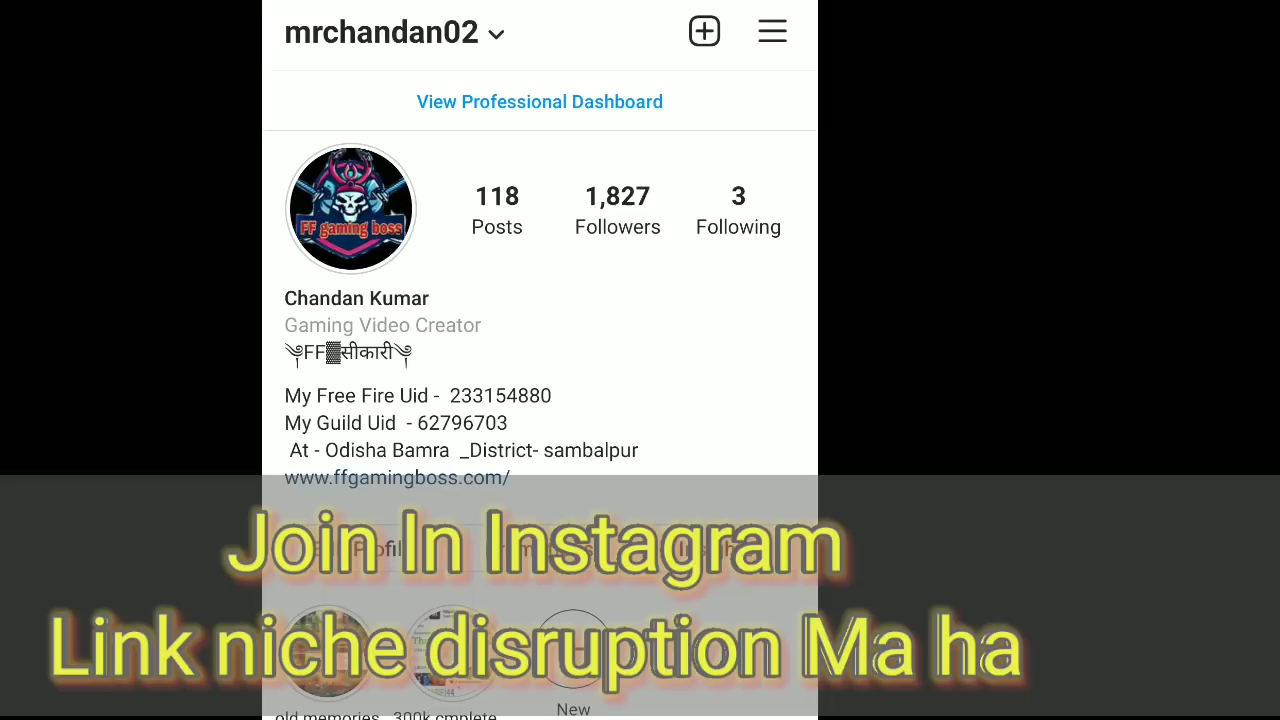 mrchandan02
View Professional Dashboard
FF gaming boss
118 1,827 3
Posts Followers Following
Chandan Kumar
Gaming Video Creator
༆FF▓सीकारी༆
My Free Fire Uid - 233154880
My Guild Uid - 62796703
At - Odisha Bamra _District- sambalpur
www.ffgamingboss.com/
Join In Instagram
Link niche disruption Ma ha
old memories 300k cmplete New